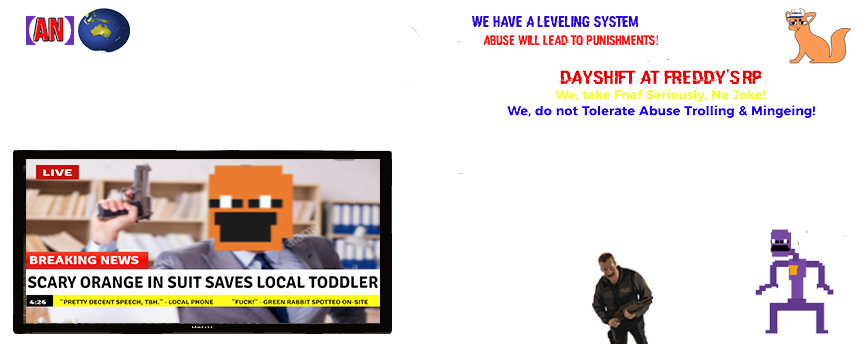 (AN)
WE HAVE A LEVELING SYSTEM
ABUSE WILL LEAD TO PUNISHMENTS!
DAYSHIFT AT FREDDY'S RP
We, take Fnaf Seriously, No Joke!
We, do not Tolerate Abuse Trolling & Mingeing!
LIVE
BREAKING NEWS
SCARY ORANGE IN SUIT SAVES LOCAL TODDLER
4:26 "PRETTY DECENT SPEECH, TBH." - LOCAL PHONE "FUCK!" - GREEN RABBIT SPOTTED ON-SITE